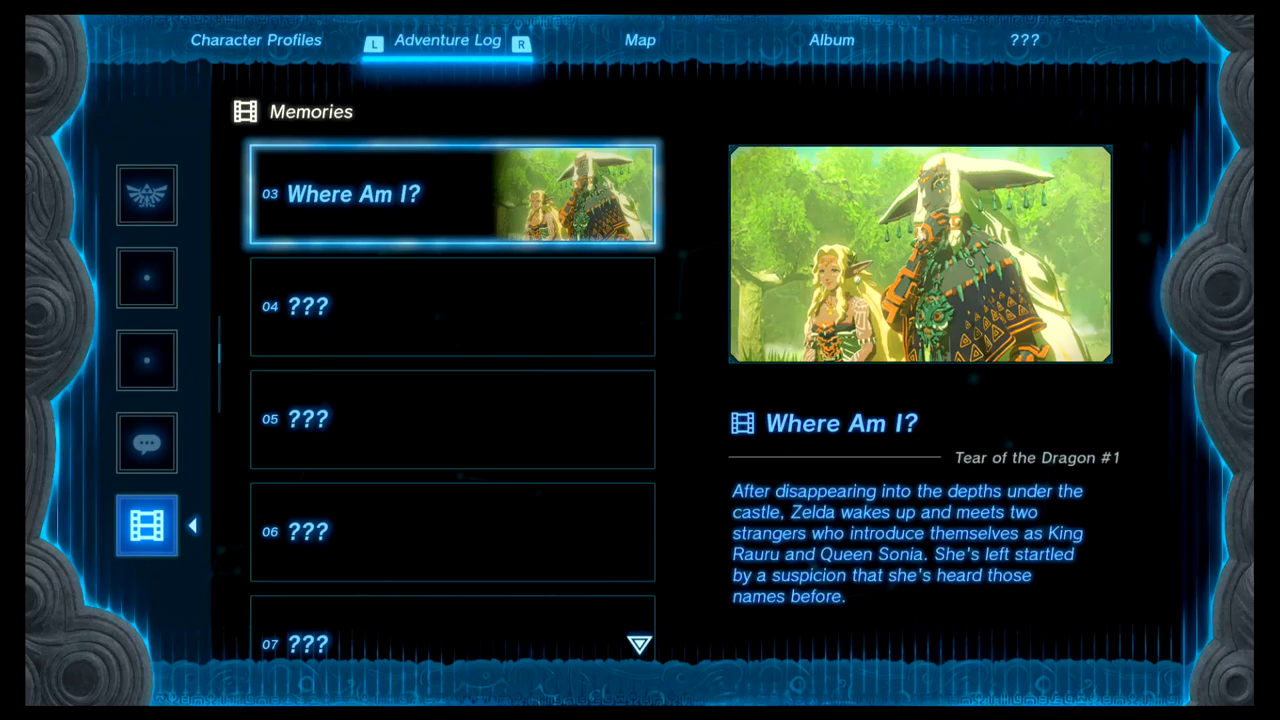 Character Profiles
L Adventure Log R
Map
Album
???
Memories
03 Where Am I?
04 ???
05 ???
06 ???
07 ???
Where Am I?
Tear of the Dragon #1
After disappearing into the depths under the
castle, Zelda wakes up and meets two
strangers who introduce themselves as King
Rauru and Queen Sonia. She's left startled
by a suspicion that she's heard those
names before.